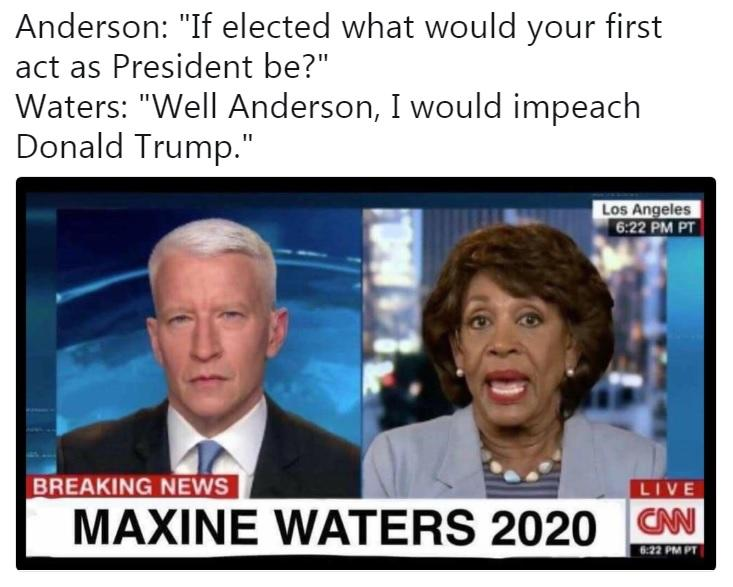 Anderson: "If elected what would your first
act as President be?"
Waters: "Well Anderson, I would impeach
Donald Trump."
Los Angeles
6:22 PM PT
BREAKING NEWS
LIVE
MAXINE WATERS 2020
CNN
6:22 PM PT